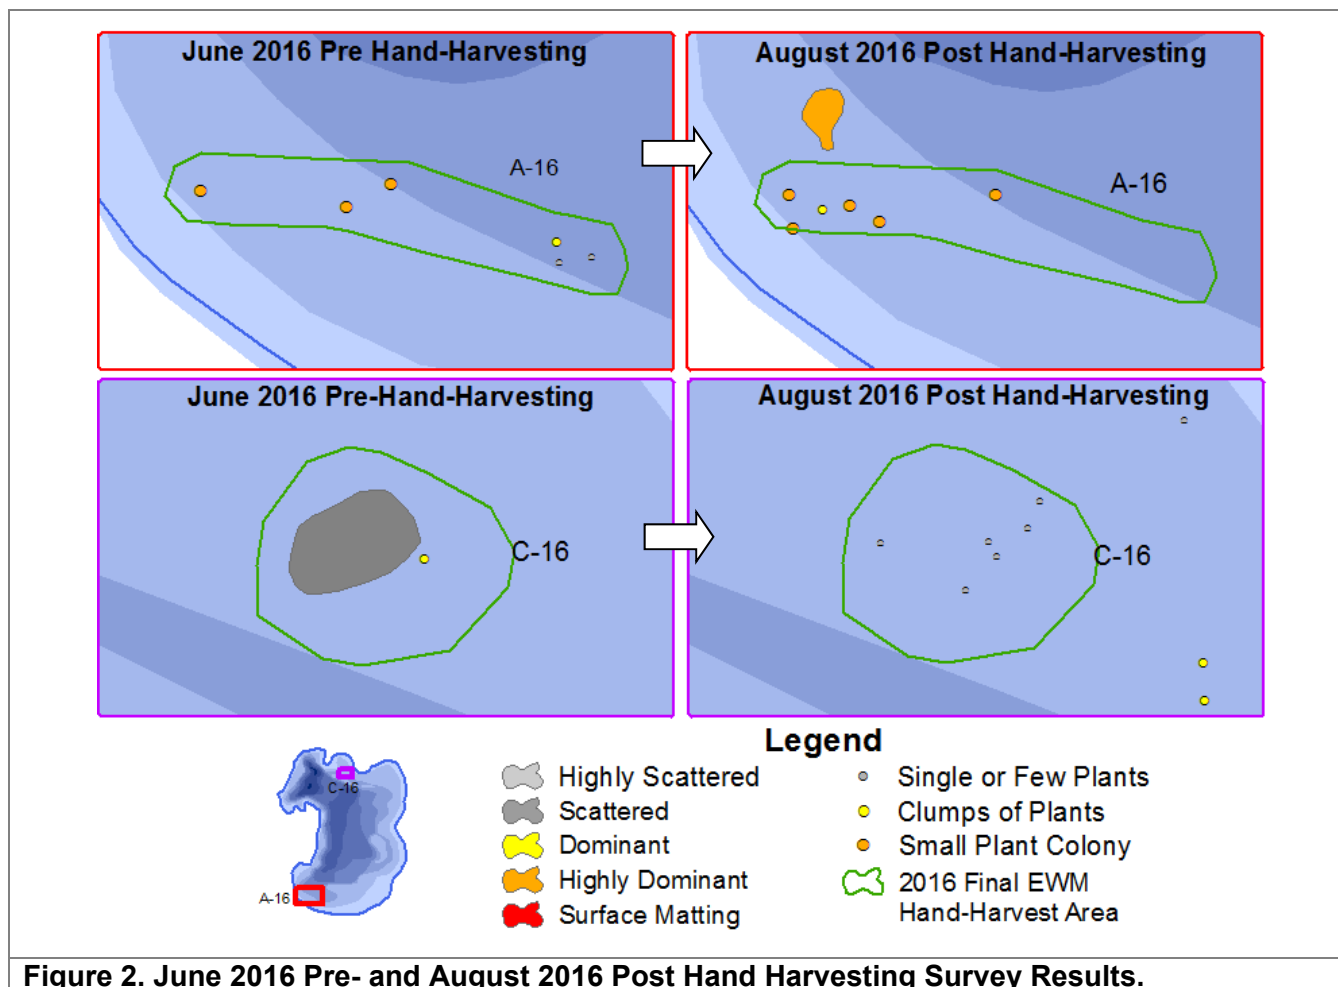 June 2016 Pre Hand-Harvesting
A-16
August 2016 Post Hand-Harvesting
A-16
June 2016 Pre-Hand-Harvesting
C-16
August 2016 Post Hand-Harvesting
C-16
C-16
A-16
Legend
Highly Scattered
Scattered
Dominant
Highly Dominant
Surface Matting
Single or Few Plants
Clumps of Plants
Small Plant Colony
2016 Final EWM
Hand-Harvest Area
Figure 2. June 2016 Pre- and August 2016 Post Hand Harvesting Survey Results.